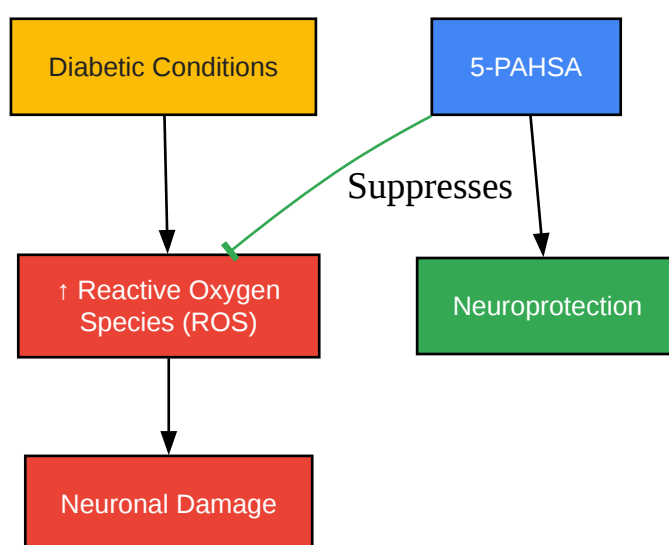 Diabetic Conditions
5-PAHSA
Suppresses
↑ Reactive Oxygen
Species (ROS)
Neuroprotection
Neuronal Damage